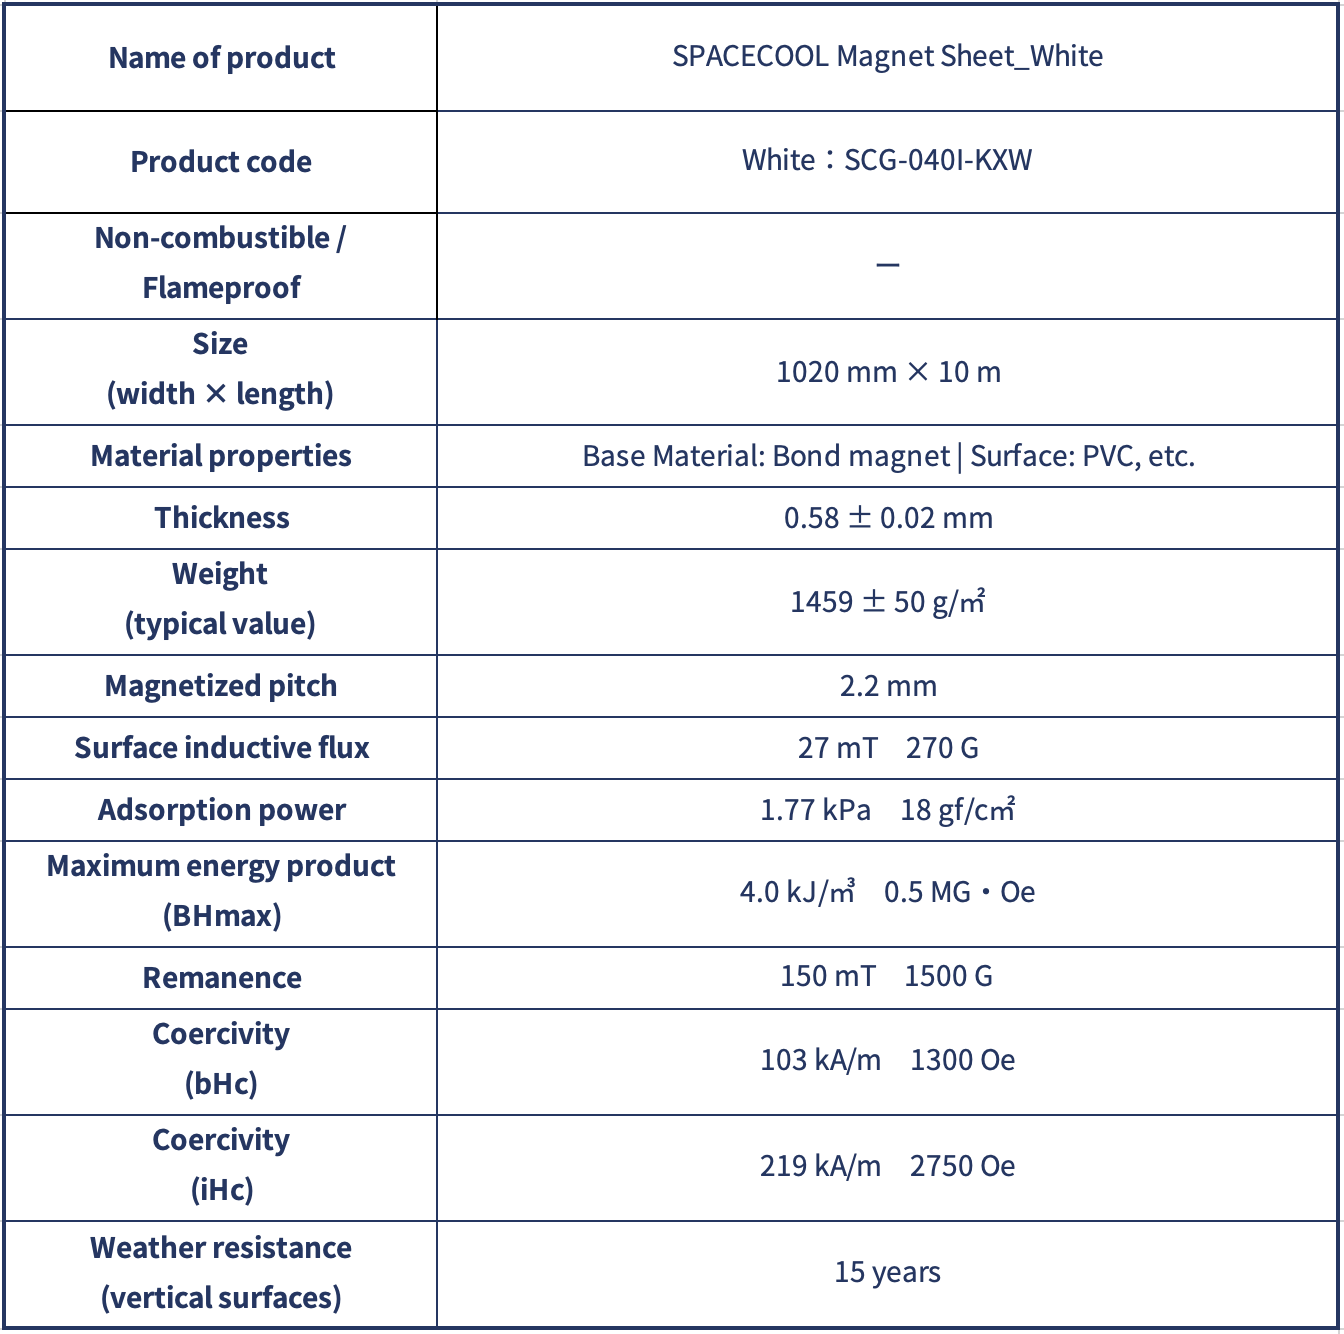 Name of product
SPACECOOL Magnet Sheet_White
Product code
White：SCG-040I-KXW
Non-combustible /
Flameproof
—
Size
(width × length)
1020 mm × 10 m
Material properties
Base Material: Bond magnet | Surface: PVC, etc.
Thickness
0.58 ± 0.02 mm
Weight
(typical value)
1459 ± 50 g/㎡
Magnetized pitch
2.2 mm
Surface inductive flux
27 mT　270 G
Adsorption power
1.77 kPa　18 gf/c㎡
Maximum energy product
(BHmax)
4.0 kJ/㎥　0.5 MG・Oe
Remanence
150 mT　1500 G
Coercivity
(bHc)
103 kA/m　1300 Oe
Coercivity
(iHc)
219 kA/m　2750 Oe
Weather resistance
(vertical surfaces)
15 years